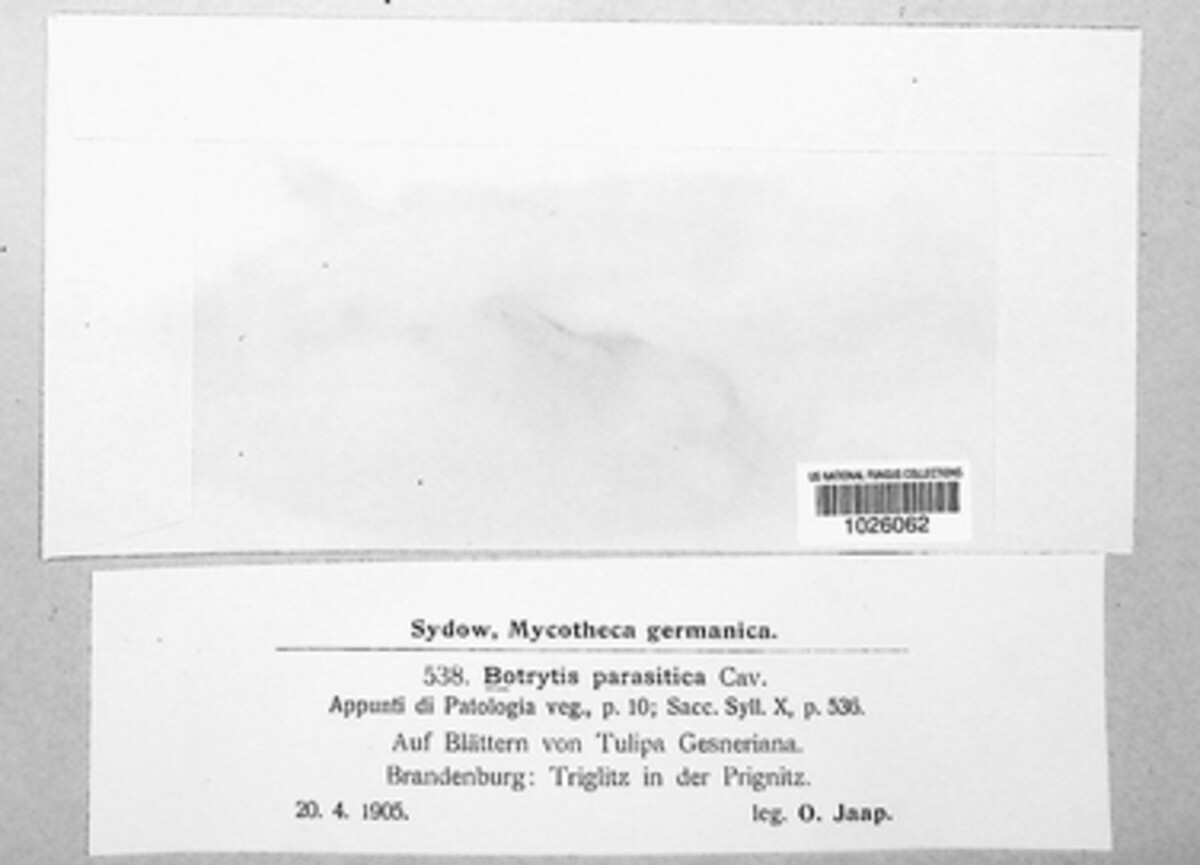 US NATIONAL FUNGUS COLLECTIONS
1026062
Sydow, Mycotheca germanica.
538. Botrytis parasitica Cav.
Appunti di Patologia veg., p. 10; Sacc. Syll. X, p. 536.
Auf Blättern von Tulipa Gesneriana.
Brandenburg: Triglitz in der Prignitz.
20. 4. 1905. leg. O. Jaap.